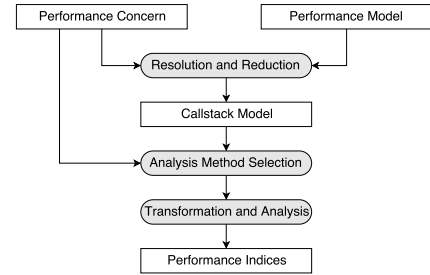 Performance Concern
Performance Model
Resolution and Reduction
Callstack Model
Analysis Method Selection
Transformation and Analysis
Performance Indices